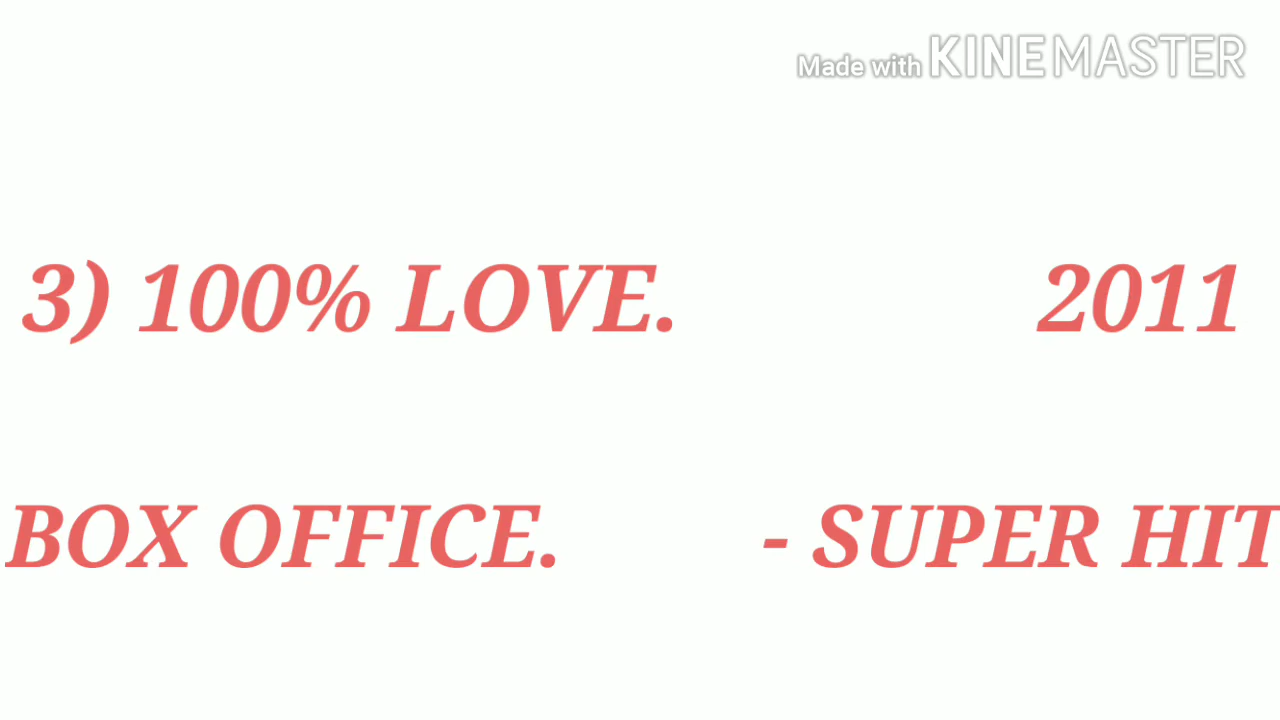 Made with KINEMASTER
3) 100% LOVE. 2011
BOX OFFICE. - SUPER HIT